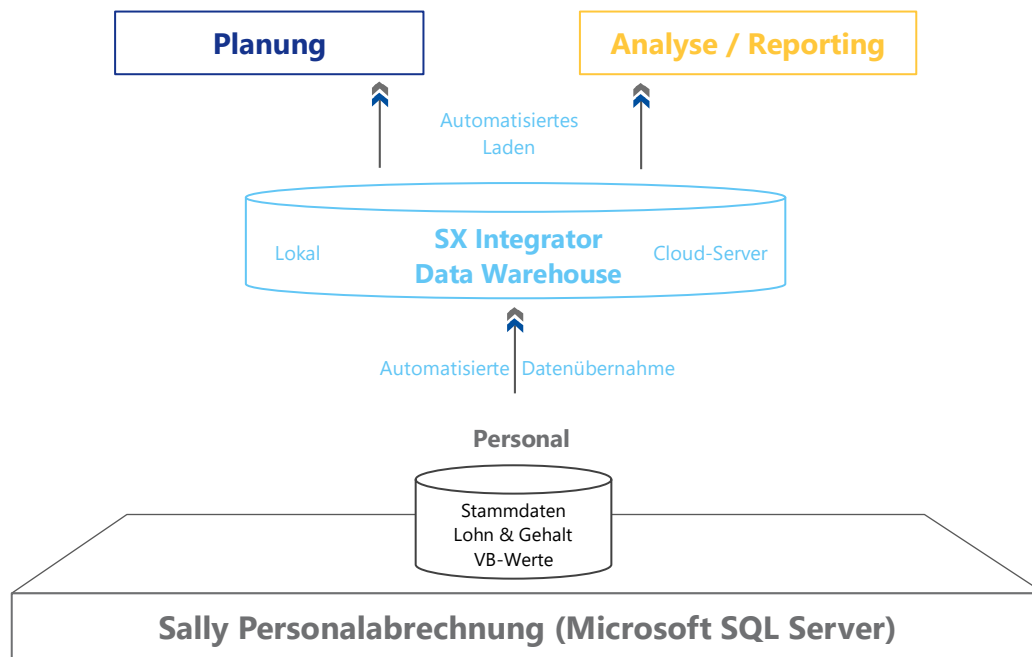 Planung
Analyse / Reporting
Automatisiertes
Laden
Lokal
SX Integrator
Data Warehouse
Cloud-Server
Automatisierte Datenübernahme
Personal
Stammdaten
Lohn & Gehalt
VB-Werte
Sally Personalabrechnung (Microsoft SQL Server)